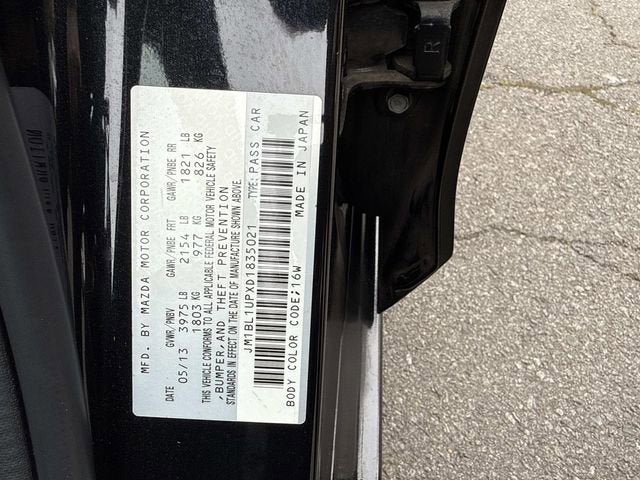 MFD. BY MAZDA MOTOR CORPORATION
DATE GVWR/PNBV GAWR/PNBE FRT GAWR/PNBE RR
05/13 3975 LB 2154 LB 1821 LB
1803 KG 977 KG 826 KG
THIS VEHICLE CONFORMS TO ALL APPLICABLE FEDERAL MOTOR VEHICLE SAFETY
,BUMPER,AND THEFT PREVENTION
STANDARDS IN EFFECT ON THE DATE OF MANUFACTURE SHOWN ABOVE.
JM1BL1UPXD1835021 TYPE:PASS CAR
BODY COLOR CODE;16W MADE IN JAPAN
R